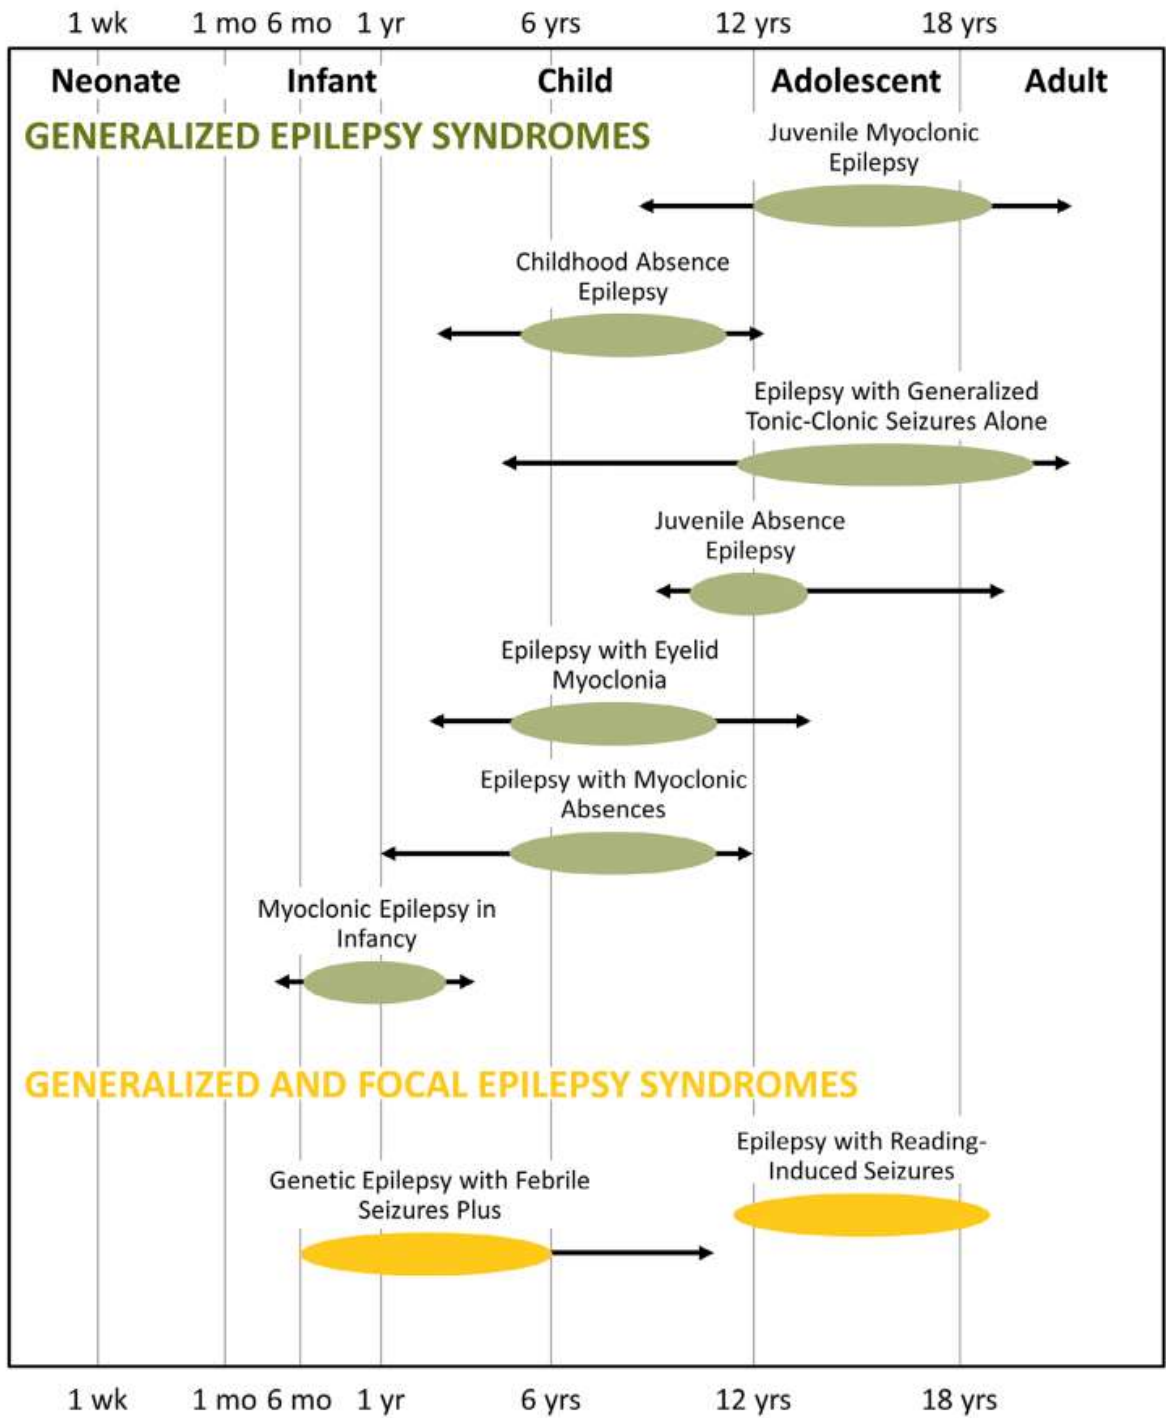 1 wk 1 mo 6 mo 1 yr 6 yrs 12 yrs 18 yrs
Neonate Infant Child Adolescent Adult
GENERALIZED EPILEPSY SYNDROMES
Juvenile Myoclonic
Epilepsy
Childhood Absence
Epilepsy
Epilepsy with Generalized
Tonic-Clonic Seizures Alone
Juvenile Absence
Epilepsy
Epilepsy with Eyelid
Myoclonia
Epilepsy with Myoclonic
Absences
Myoclonic Epilepsy in
Infancy
GENERALIZED AND FOCAL EPILEPSY SYNDROMES
Epilepsy with Reading-
Induced Seizures
Genetic Epilepsy with Febrile
Seizures Plus
1 wk 1 mo 6 mo 1 yr 6 yrs 12 yrs 18 yrs